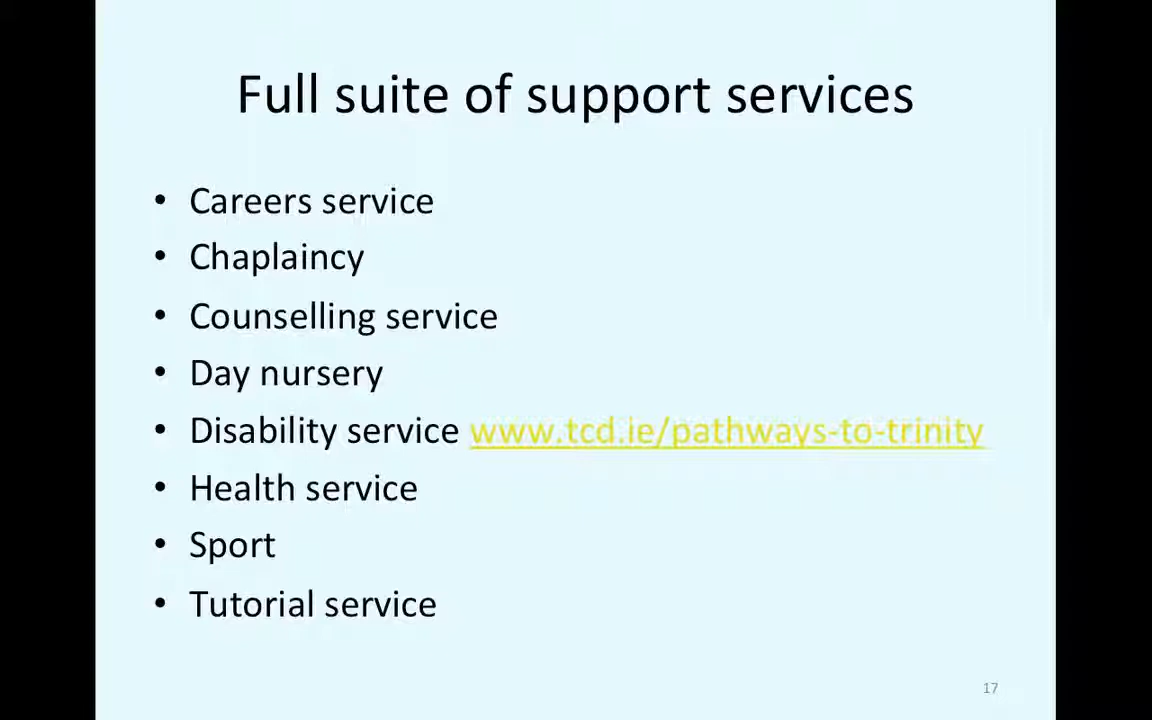 Full suite of support services
• Careers service
• Chaplaincy
• Counselling service
• Day nursery
• Disability service www.tcd.ie/pathways-to-trinity
• Health service
• Sport
• Tutorial service
17